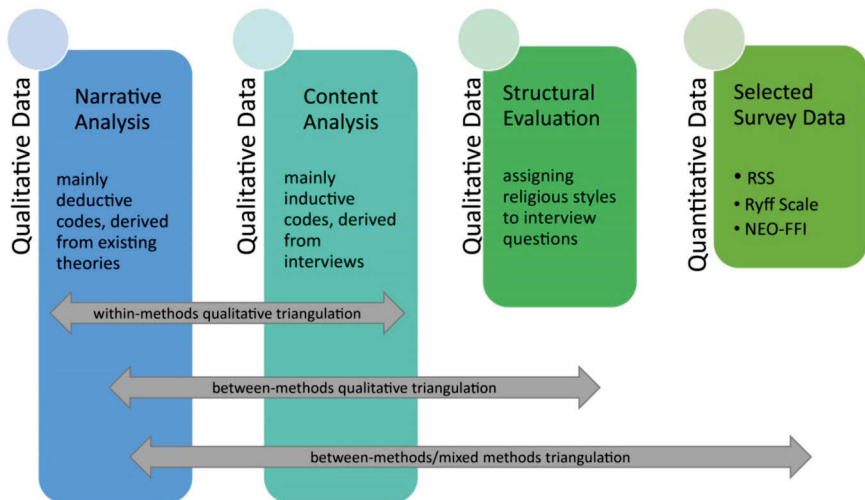 Qualitative Data
Narrative
Analysis
mainly
deductive
codes, derived
from existing
theories
Qualitative Data
Content
Analysis
mainly
inductive
codes, derived
from
interviews
Qualitative Data
Structural
Evaluation
assigning
religious styles
to interview
questions
Quantitative Data
Selected
Survey Data
• RSS
• Ryff Scale
• NEO-FFI
within-methods qualitative triangulation
between-methods qualitative triangulation
between-methods/mixed methods triangulation